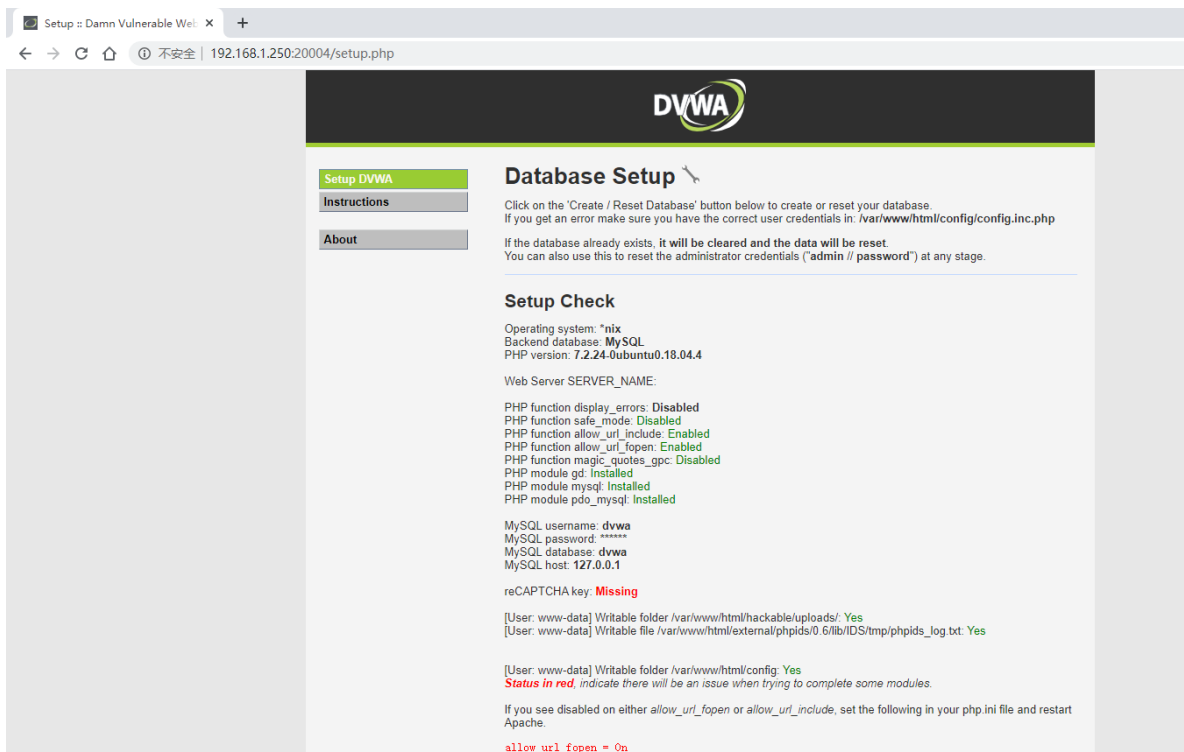 Setup :: Damn Vulnerable Web
不安全 | 192.168.1.250:20004/setup.php
DVWA
Setup DVWA
Instructions
About
Database Setup
Click on the 'Create / Reset Database' button below to create or reset your database.
If you get an error make sure you have the correct user credentials in: /var/www/html/config/config.inc.php
If the database already exists, it will be cleared and the data will be reset.
You can also use this to reset the administrator credentials ("admin // password") at any stage.
Setup Check
Operating system: *nix
Backend database: MySQL
PHP version: 7.2.24-0ubuntu0.18.04.4
Web Server SERVER_NAME:
PHP function display_errors: Disabled
PHP function safe_mode: Disabled
PHP function allow_url_include: Enabled
PHP function allow_url_fopen: Enabled
PHP function magic_quotes_gpc: Disabled
PHP module gd: Installed
PHP module mysql: Installed
PHP module pdo_mysql: Installed
MySQL username: dvwa
MySQL password: ******
MySQL database: dvwa
MySQL host: 127.0.0.1
reCAPTCHA key: Missing
[User: www-data] Writable folder /var/www/html/hackable/uploads/: Yes
[User: www-data] Writable file /var/www/html/external/phpids/0.6/lib/IDS/tmp/phpids_log.txt: Yes
[User: www-data] Writable folder /var/www/html/config: Yes
Status in red, indicate there will be an issue when trying to complete some modules.
If you see disabled on either allow_url_fopen or allow_url_include, set the following in your php.ini file and restart
Apache.
allow_url_fopen = On